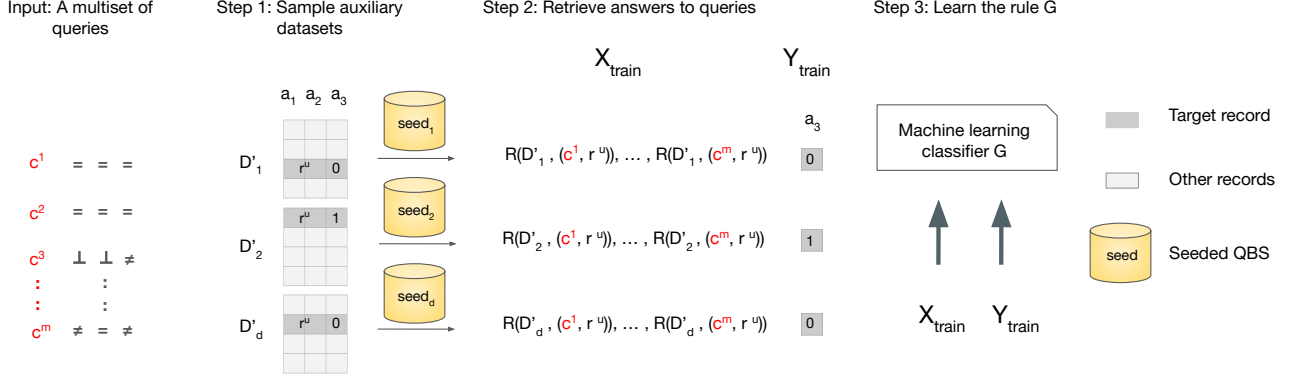 Input: A multiset of
queries
Step 1: Sample auxiliary
datasets
Step 2: Retrieve answers to queries
Step 3: Learn the rule G
X_train
Y_train
a_1 a_2 a_3
a_3
seed_1
seed_2
seed_d
c^1 = = =
c^2 = = =
c^3 ⊥ ⊥ ≠
: :
: :
c^m ≠ = ≠
D'_1
r^u 0
D'_2
r^u 1
D'_d
r^u 0
R(D'_1 , (c^1, r^u)), … , R(D'_1 , (c^m, r^u))
0
R(D'_2 , (c^1, r^u)), … , R(D'_2 , (c^m, r^u))
1
R(D'_d , (c^1, r^u)), … , R(D'_d , (c^m, r^u))
0
Machine learning
classifier G
X_train
Y_train
Target record
Other records
seed
Seeded QBS